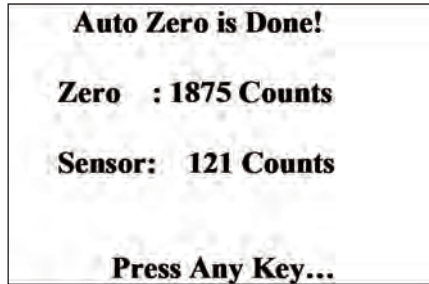 Auto Zero is Done!
Zero : 1875 Counts
Sensor: 121 Counts
Press Any Key...